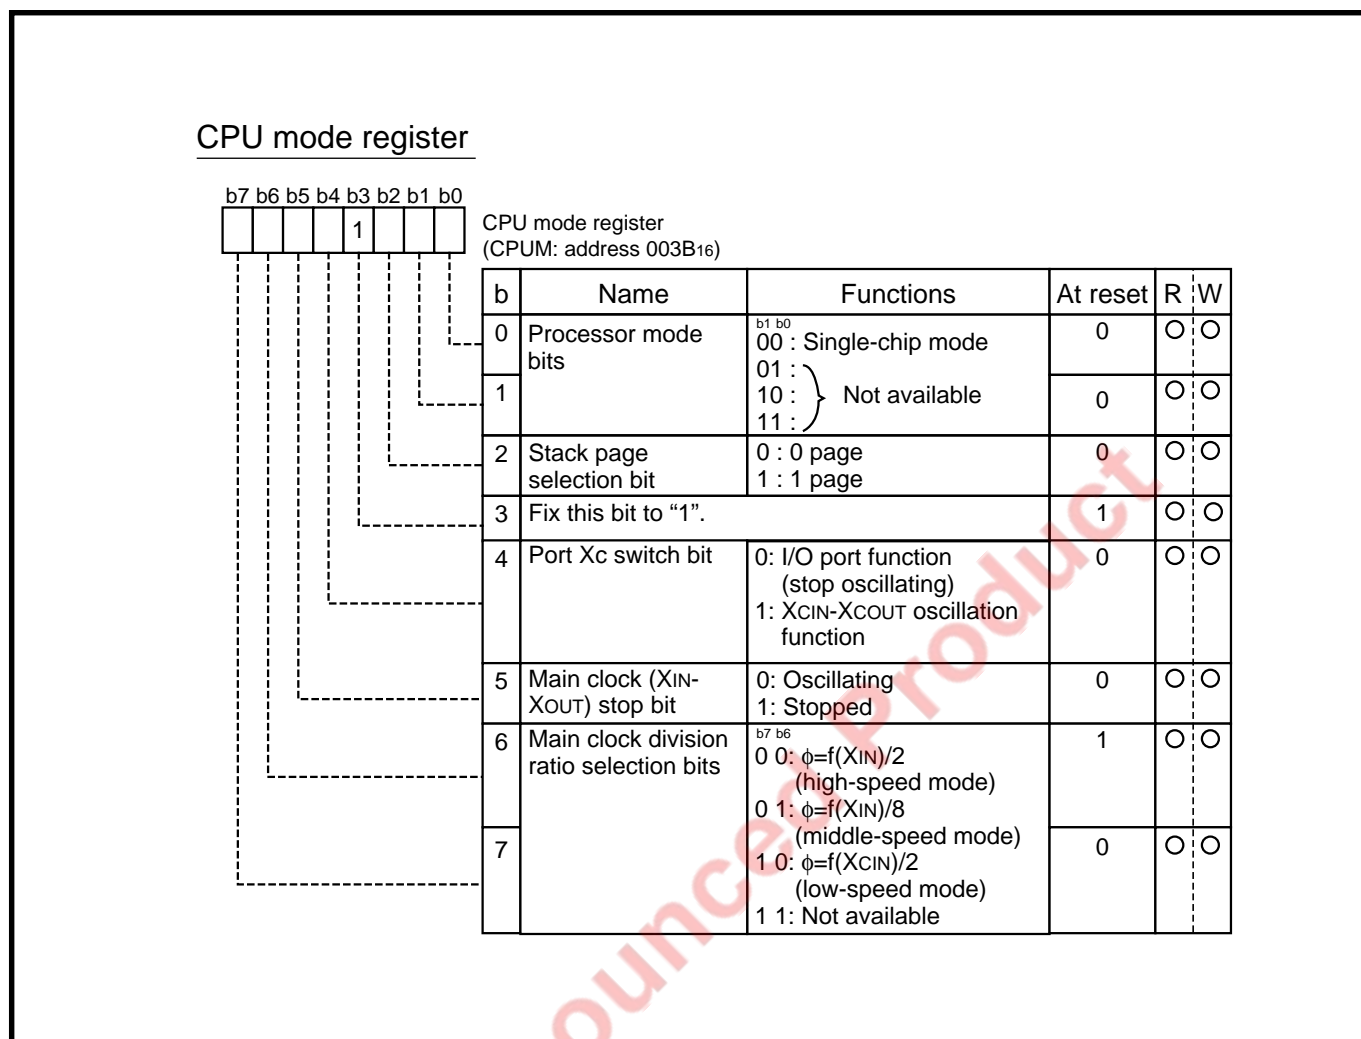 CPU mode register
b7 b6 b5 b4 b3 b2 b1 b0
1
CPU mode register
(CPUM: address 003B16)
b Name Functions At reset R W
0 Processor mode bits
b1 b0
00 : Single-chip mode
01 :
10 : Not available
11 :
0
1
0
2 Stack page selection bit
0 : 0 page
1 : 1 page
0
3 Fix this bit to “1”. 1
4 Port Xc switch bit
0: I/O port function
(stop oscillating)
1: XCIN-XCOUT oscillation
function
0
5 Main clock (XIN-
XOUT) stop bit
0: Oscillating
1: Stopped
0
6 Main clock division
ratio selection bits
b7 b6
0 0: ϕ=f(XIN)/2
(high-speed mode)
0 1: ϕ=f(XIN)/8
(middle-speed mode)
1 0: ϕ=f(XCIN)/2
(low-speed mode)
1 1: Not available
1
7
0
ounced Product